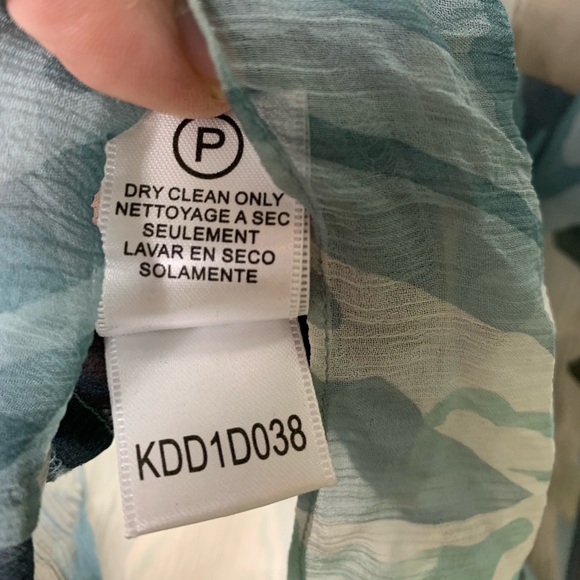 P
DRY CLEAN ONLY
NETTOYAGE A SEC
SEULEMENT
LAVAR EN SECO
SOLAMENTE
KDD1D038